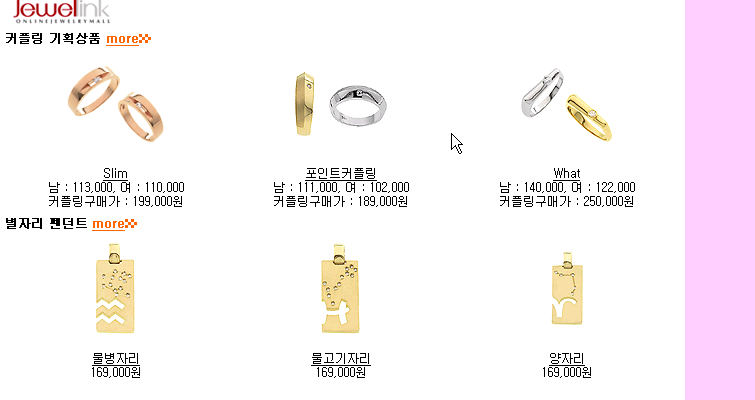 Jewelink
ONLINEJEWELRYMALL
커플링 기획상품 more
Slim
남 : 113,000, 여 : 110,000
커플링구매가 : 199,000원
포인트커플링
남 : 111,000, 여 : 102,000
커플링구매가 : 189,000원
What
남 : 140,000, 여 : 122,000
커플링구매가 : 250,000원
별자리 펜던트 more
물병자리
169,000원
물고기자리
169,000원
양자리
169,000원